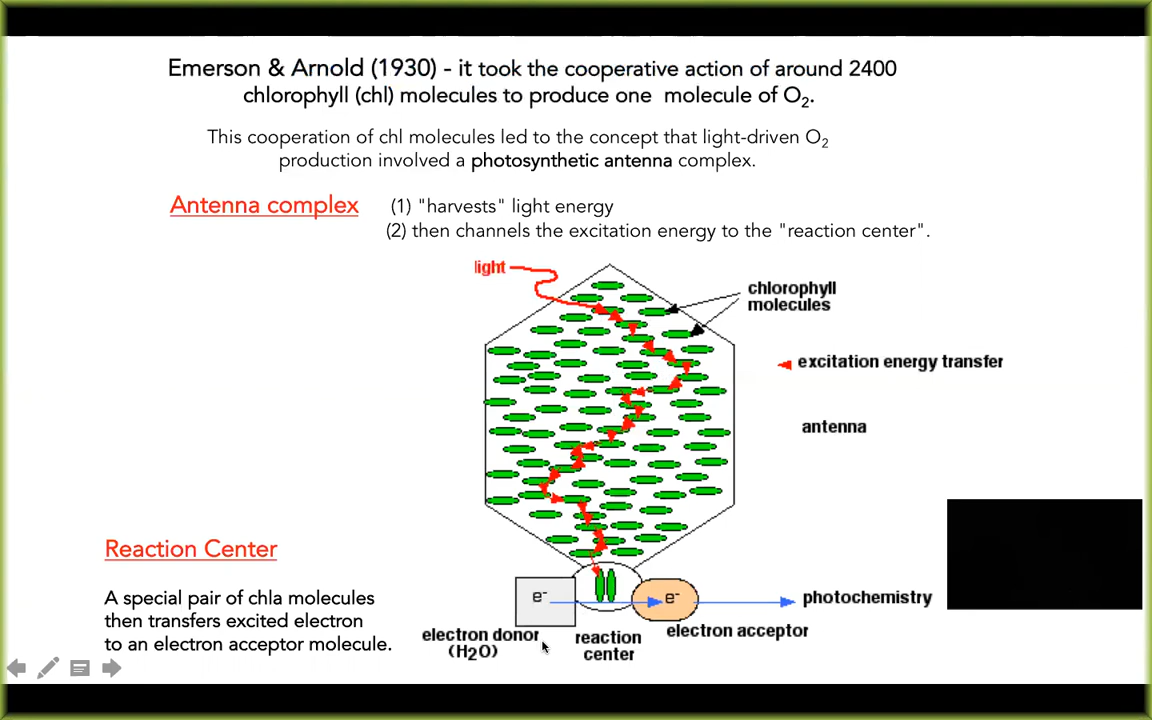 Emerson & Arnold (1930) - it took the cooperative action of around 2400
chlorophyll (chl) molecules to produce one molecule of O2.
This cooperation of chl molecules led to the concept that light-driven O2
production involved a photosynthetic antenna complex.
Antenna complex
(1) "harvests" light energy
(2) then channels the excitation energy to the "reaction center".
light
chlorophyll
molecules
excitation energy transfer
antenna
Reaction Center
A special pair of chla molecules
then transfers excited electron
to an electron acceptor molecule.
e-
e-
photochemistry
electron donor
(H2O)
reaction
center
electron acceptor